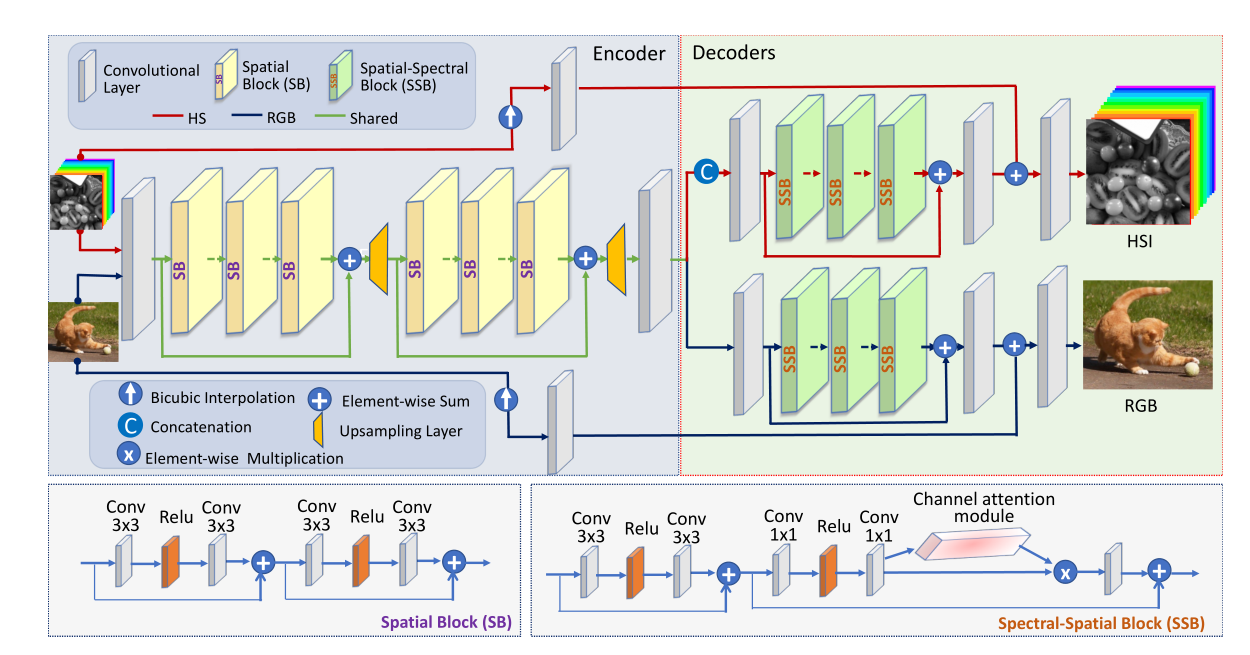 Encoder
Decoders
Convolutional
Layer
SB
Spatial
Block (SB)
SSB
Spatial-Spectral
Block (SSB)
HS
RGB
Shared
SB
SB
SB
SB
SB
SB
C
SSB
SSB
SSB
HSI
SSB
SSB
SSB
RGB
Bicubic Interpolation
Element-wise Sum
C
Concatenation
Upsampling Layer
x
Element-wise Multiplication
Conv
3x3
Relu
Conv
3x3
Conv
3x3
Relu
Conv
3x3
Spatial Block (SB)
Conv
3x3
Relu
Conv
3x3
Conv
1x1
Relu
Conv
1x1
Channel attention
module
x
Spectral-Spatial Block (SSB)